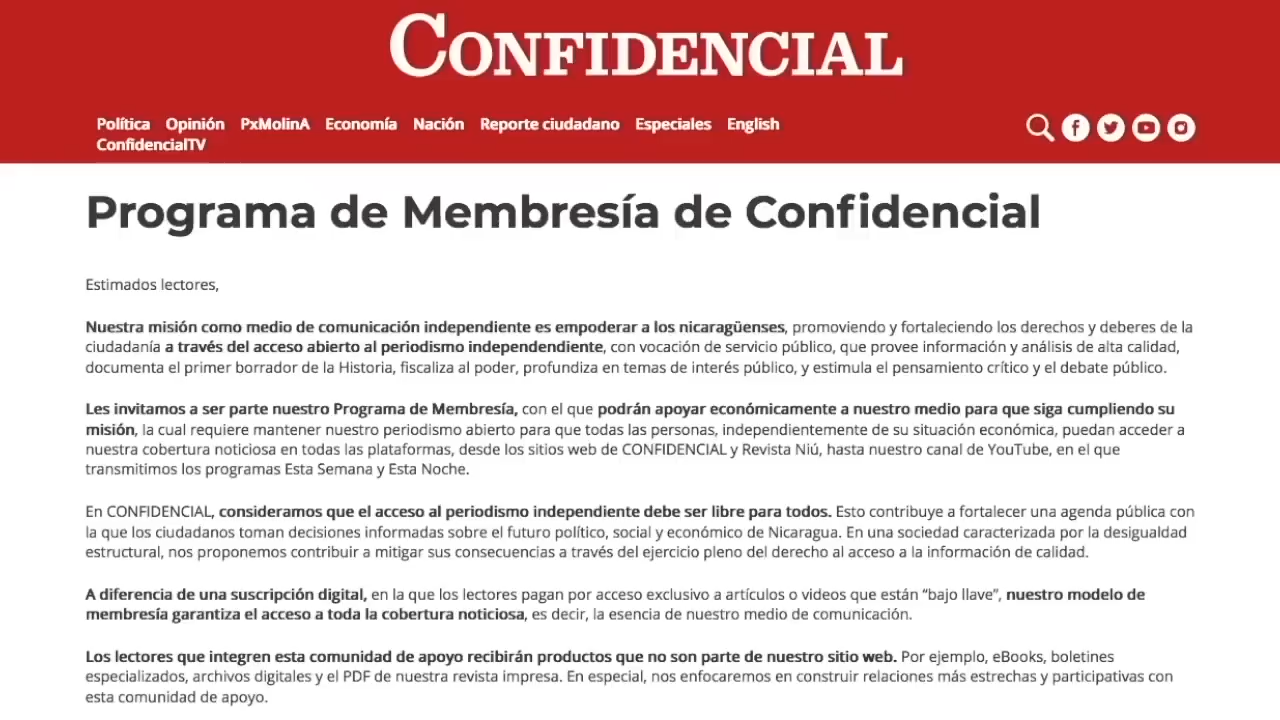 CONFIDENCIAL
Política Opinión PxMolinA Economía Nación Reporte ciudadano Especiales English
ConfidencialTV
Programa de Membresía de Confidencial
Estimados lectores,
Nuestra misión como medio de comunicación independiente es empoderar a los nicaragüenses, promoviendo y fortaleciendo los derechos y deberes de la
ciudadanía a través del acceso abierto al periodismo independendiente, con vocación de servicio público, que provee información y análisis de alta calidad,
documenta el primer borrador de la Historia, fiscaliza al poder, profundiza en temas de interés público, y estimula el pensamiento crítico y el debate público.
Les invitamos a ser parte nuestro Programa de Membresía, con el que podrán apoyar económicamente a nuestro medio para que siga cumpliendo su
misión, la cual requiere mantener nuestro periodismo abierto para que todas las personas, independientemente de su situación económica, puedan acceder a
nuestra cobertura noticiosa en todas las plataformas, desde los sitios web de CONFIDENCIAL y Revista Niú, hasta nuestro canal de YouTube, en el que
transmitimos los programas Esta Semana y Esta Noche.
En CONFIDENCIAL, consideramos que el acceso al periodismo independiente debe ser libre para todos. Esto contribuye a fortalecer una agenda pública con
la que los ciudadanos toman decisiones informadas sobre el futuro político, social y económico de Nicaragua. En una sociedad caracterizada por la desigualdad
estructural, nos proponemos contribuir a mitigar sus consecuencias a través del ejercicio pleno del derecho al acceso a la información de calidad.
A diferencia de una suscripción digital, en la que los lectores pagan por acceso exclusivo a artículos o videos que están “bajo llave”, nuestro modelo de
membresía garantiza el acceso a toda la cobertura noticiosa, es decir, la esencia de nuestro medio de comunicación.
Los lectores que integren esta comunidad de apoyo recibirán productos que no son parte de nuestro sitio web. Por ejemplo, eBooks, boletines
especializados, archivos digitales y el PDF de nuestra revista impresa. En especial, nos enfocaremos en construir relaciones más estrechas y participativas con
esta comunidad de apoyo.